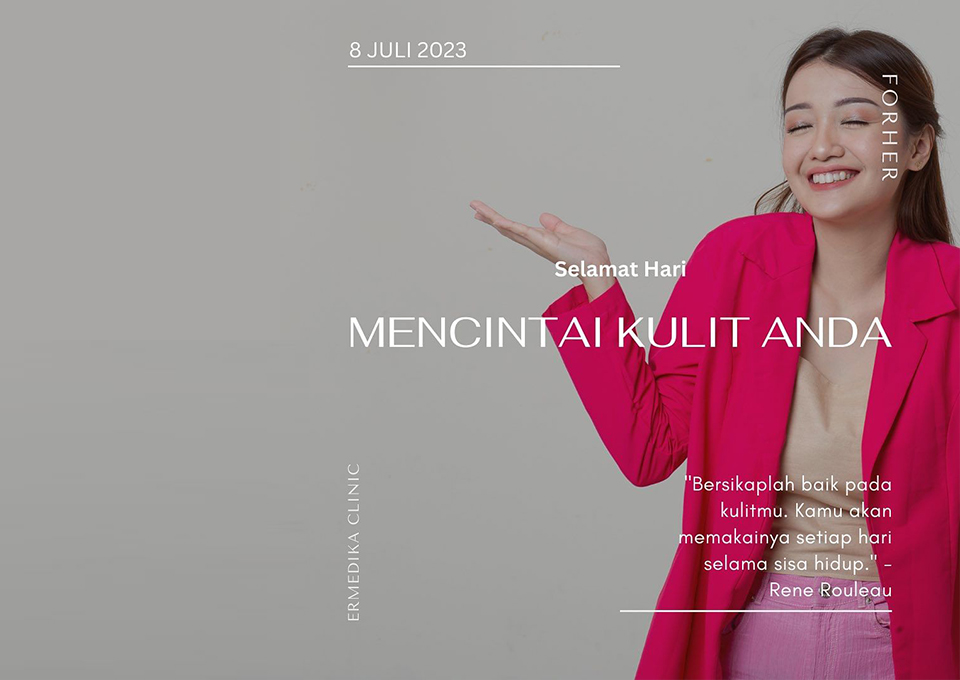 8 JULI 2023
FORHER
Selamat Hari
MENCINTAI KULIT ANDA
"Bersikaplah baik pada
kulitmu. Kamu akan
memakainya setiap hari
selama sisa hidup." –
Rene Rouleau
ERMEDIKA CLINIC